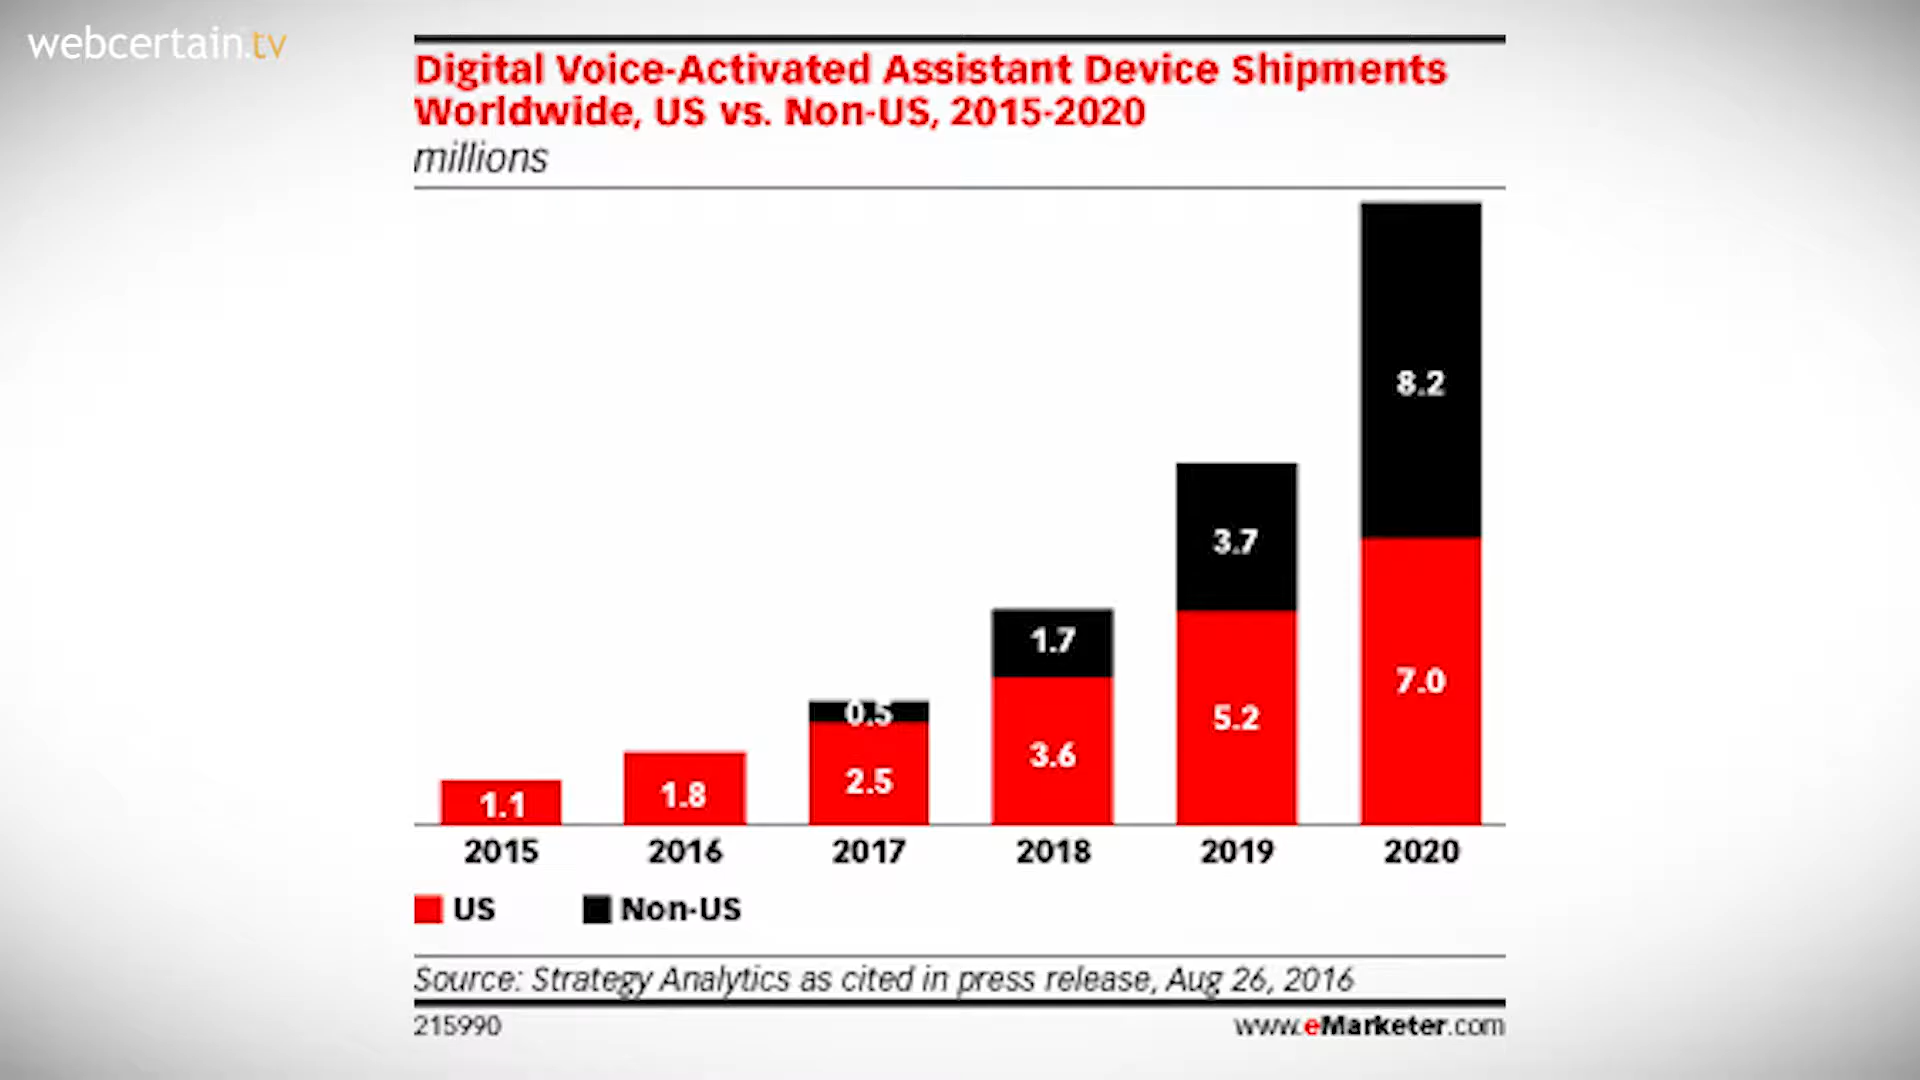 webcertain.tv
Digital Voice-Activated Assistant Device Shipments
Worldwide, US vs. Non-US, 2015-2020
millions
8.2
3.7
1.7
7.0
0.5
5.2
3.6
2.5
1.8
1.1
2015 2016 2017 2018 2019 2020
US Non-US
Source: Strategy Analytics as cited in press release, Aug 26, 2016
215990 www.eMarketer.com